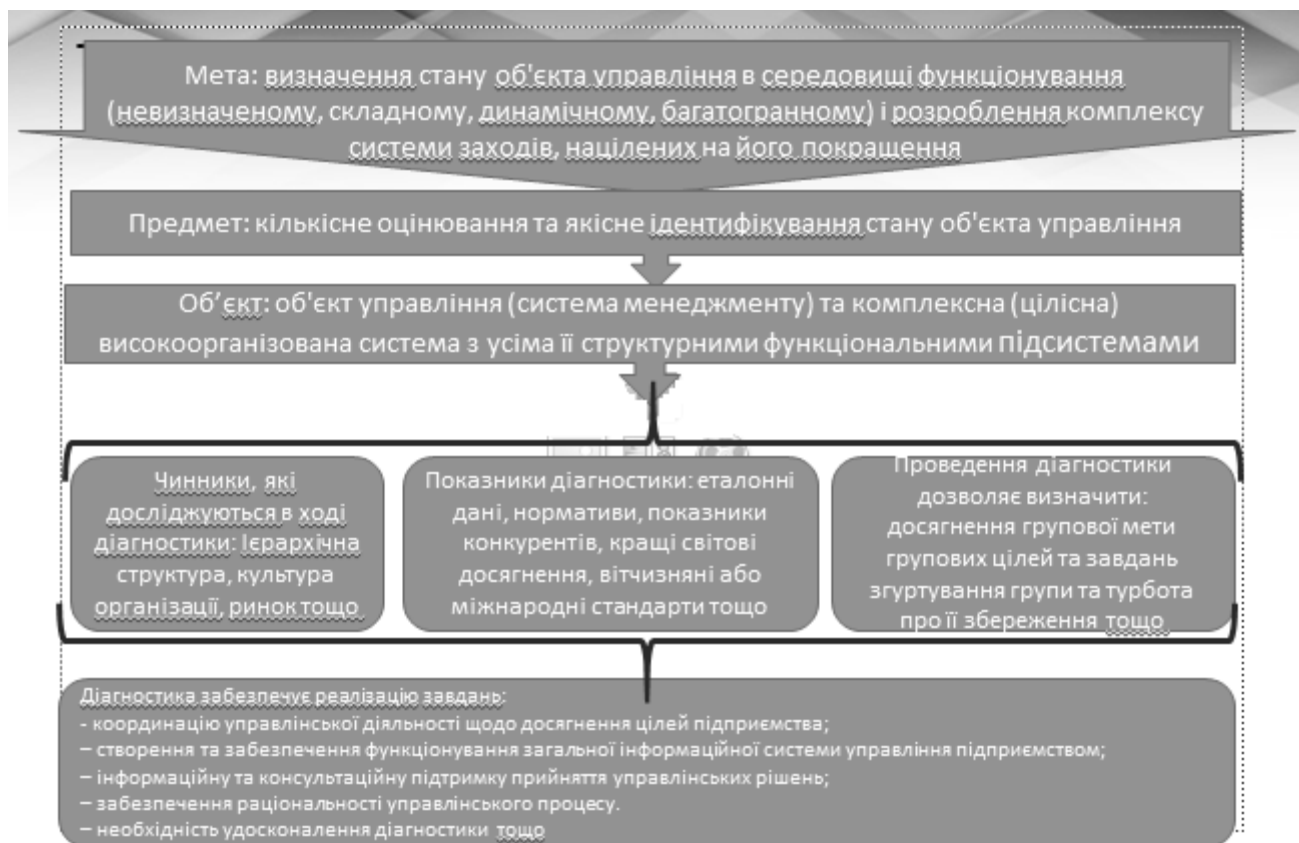 Мета: визначення стану об'єкта управління в середовищі функціонування
(невизначеному, складному, динамічному, багатогранному) і розроблення комплексу
системи заходів, націлених на його покращення
Предмет: кількісне оцінювання та якісне ідентифікування стану об'єкта управління
Об’єкт: об'єкт управління (система менеджменту) та комплексна (цілісна)
високоорганізована система з усіма її структурними функціональними підсистемами
Чинники, які
досліджуються в ході
діагностики: Ієрархічна
структура, культура
організації, ринок тощо
Показники діагностики: еталонні
дані, нормативи, показники
конкурентів, кращі світові
досягнення, вітчизняні або
міжнародні стандарти тощо
Проведення діагностики
дозволяє визначити:
досягнення групової мети
групових цілей та завдань
згуртування групи та турбота
про її збереження тощо
Діагностика забезпечує реалізацію завдань:
- координацію управлінської діяльності щодо досягнення цілей підприємства;
– створення та забезпечення функціонування загальної інформаційної системи управління підприємством;
– інформаційну та консультаційну підтримку прийняття управлінських рішень;
– забезпечення раціональності управлінського процесу.
– необхідність удосконалення діагностики тощо